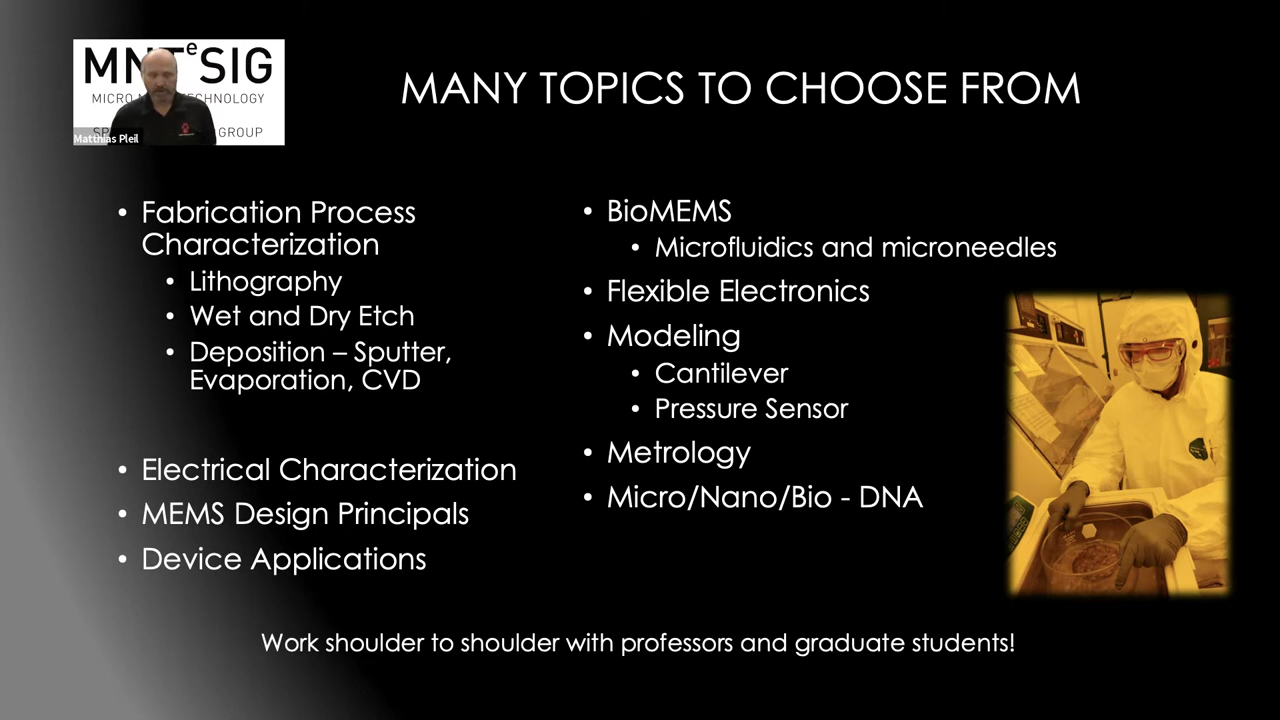 MN eSIG
MICRO N TECHNOLOGY
SP GROUP
Matthias Pleil
MANY TOPICS TO CHOOSE FROM
• Fabrication Process
Characterization
• Lithography
• Wet and Dry Etch
• Deposition – Sputter,
Evaporation, CVD
• Electrical Characterization
• MEMS Design Principals
• Device Applications
• BioMEMS
• Microfluidics and microneedles
• Flexible Electronics
• Modeling
• Cantilever
• Pressure Sensor
• Metrology
• Micro/Nano/Bio - DNA
Work shoulder to shoulder with professors and graduate students!